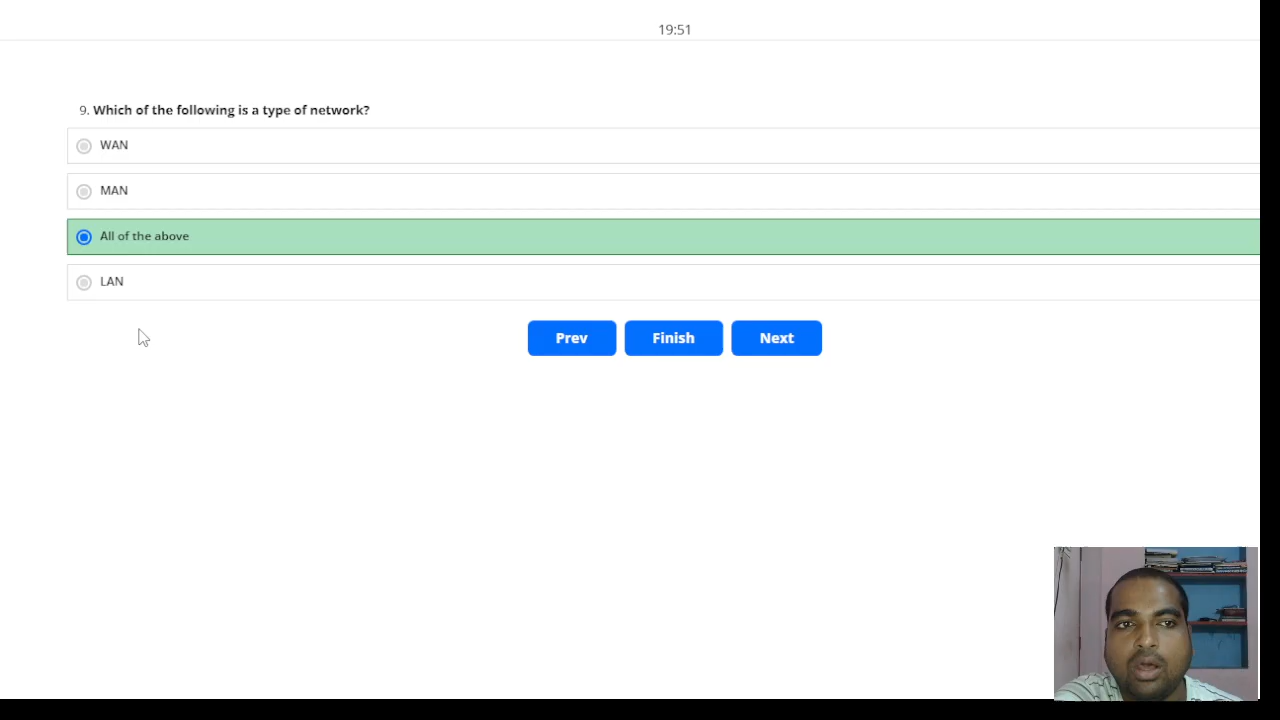 19:51
9. Which of the following is a type of network?
WAN
MAN
All of the above
LAN
Prev Finish Next